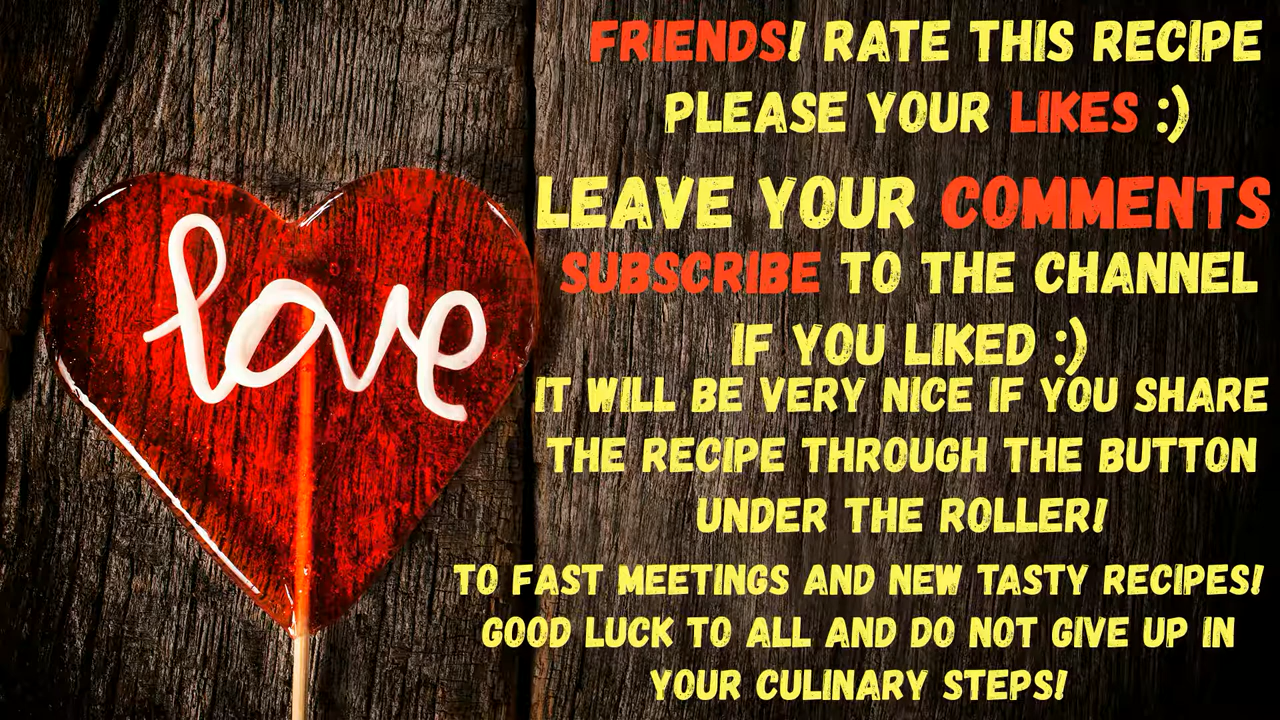 love
FRIENDS! RATE THIS RECIPE
PLEASE YOUR LIKES :)
LEAVE YOUR COMMENTS
SUBSCRIBE TO THE CHANNEL
IF YOU LIKED :)
IT WILL BE VERY NICE IF YOU SHARE
THE RECIPE THROUGH THE BUTTON
UNDER THE ROLLER!
TO FAST MEETINGS AND NEW TASTY RECIPES!
GOOD LUCK TO ALL AND DO NOT GIVE UP IN
YOUR CULINARY STEPS!